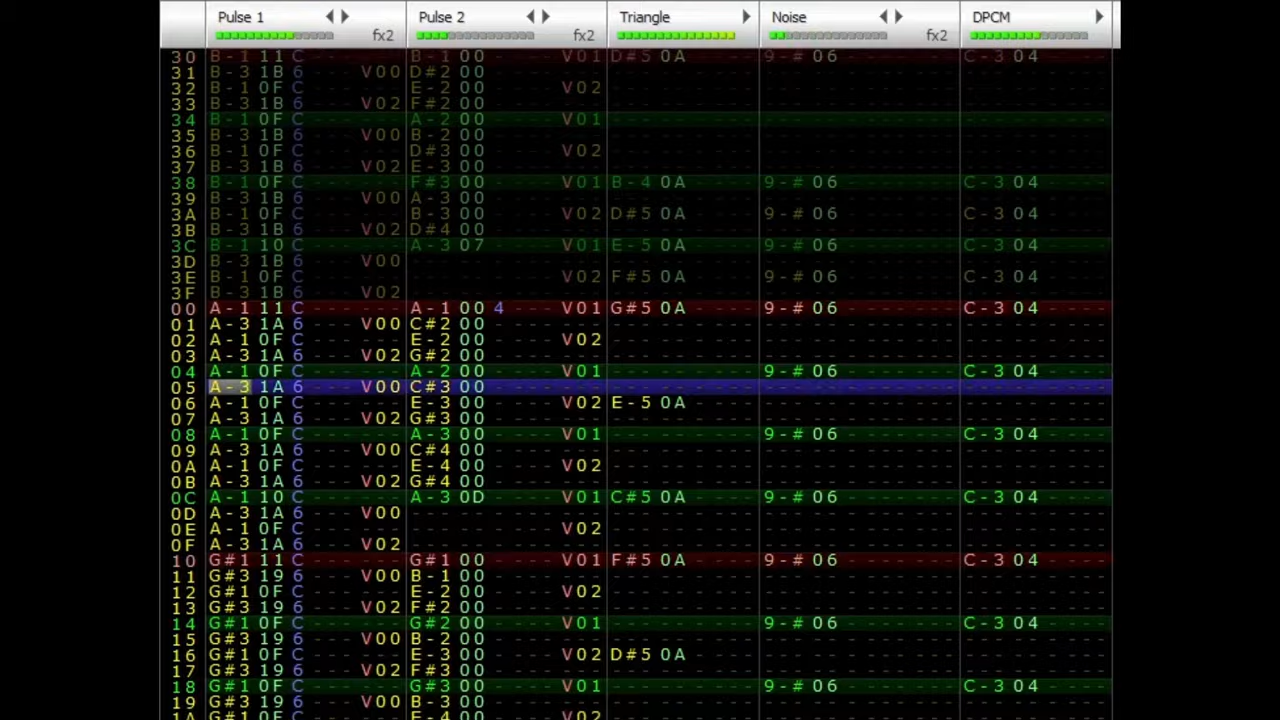 Pulse 1 Pulse 2 Triangle Noise DPCM
fx2 fx2 fx2
30 B-1 11 C B-1 00 V01 D#5 0A 9-# 06 C-3 04
31 B-3 1B 6 V00 D#2 00
32 B-1 0F C E-2 00 V02
33 B-3 1B 6 V02 F#2 00
34 B-1 0F C A-2 00 V01
35 B-3 1B 6 V00 B-2 00
36 B-1 0F C D#3 00 V02
37 B-3 1B 6 V02 E-3 00
38 B-1 0F C F#3 00 V01 B-4 0A 9-# 06 C-3 04
39 B-3 1B 6 V00 A-3 00
3A B-1 0F C B-3 00 V02 D#5 0A 9-# 06 C-3 04
3B B-3 1B 6 V02 D#4 00
3C B-1 10 C A-3 07 V01 E-5 0A 9-# 06 C-3 04
3D B-3 1B 6 V00
3E B-1 0F C V02 F#5 0A 9-# 06 C-3 04
3F B-3 1B 6 V02
00 A-1 11 C A-1 00 4 V01 G#5 0A 9-# 06 C-3 04
01 A-3 1A 6 V00 C#2 00
02 A-1 0F C E-2 00 V02
03 A-3 1A 6 V02 G#2 00
04 A-1 0F C A-2 00 V01 9-# 06 C-3 04
05 A-3 1A 6 V00 C#3 00
06 A-1 0F C E-3 00 V02 E-5 0A
07 A-3 1A 6 V02 G#3 00
08 A-1 0F C A-3 00 V01 9-# 06 C-3 04
09 A-3 1A 6 V00 C#4 00
0A A-1 0F C E-4 00 V02
0B A-3 1A 6 V02 G#4 00
0C A-1 10 C A-3 0D V01 C#5 0A 9-# 06 C-3 04
0D A-3 1A 6 V00
0E A-1 0F C V02
0F A-3 1A 6 V02
10 G#1 11 C G#1 00 V01 F#5 0A 9-# 06 C-3 04
11 G#3 19 6 V00 B-1 00
12 G#1 0F C E-2 00 V02
13 G#3 19 6 V02 F#2 00
14 G#1 0F C G#2 00 V01 9-# 06 C-3 04
15 G#3 19 6 V00 B-2 00
16 G#1 0F C E-3 00 V02 D#5 0A
17 G#3 19 6 V02 F#3 00
18 G#1 0F C G#3 00 V01 9-# 06 C-3 04
19 G#3 19 6 V00 B-3 00
1A G#1 0F C E-4 00 V02